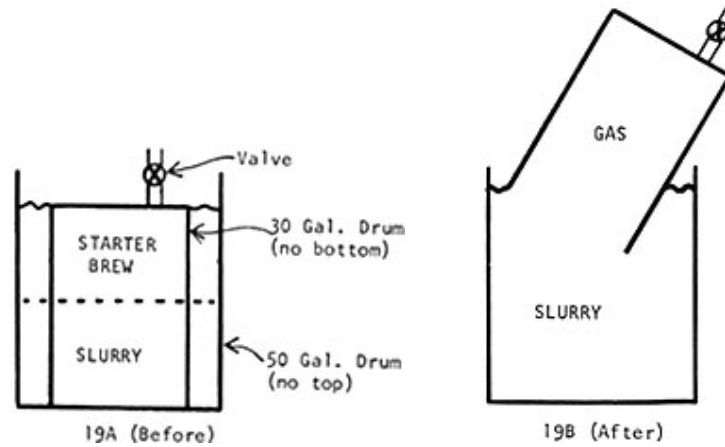 Valve
30 Gal. Drum
(no bottom)
STARTER
BREW
SLURRY
50 Gal. Drum
(no top)
19A (Before)
GAS
SLURRY
19B (After)